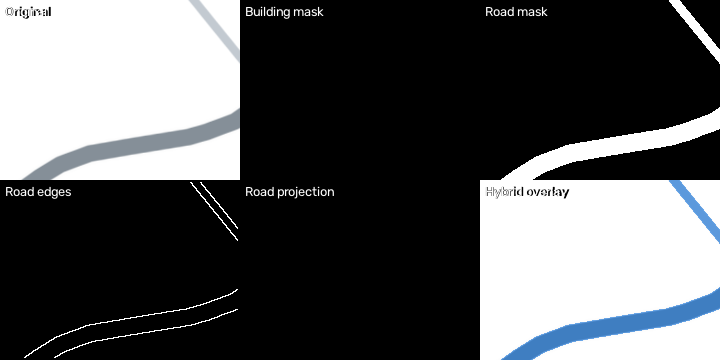 Original
Building mask
Road mask
Road edges
Road projection
Hybrid overlay